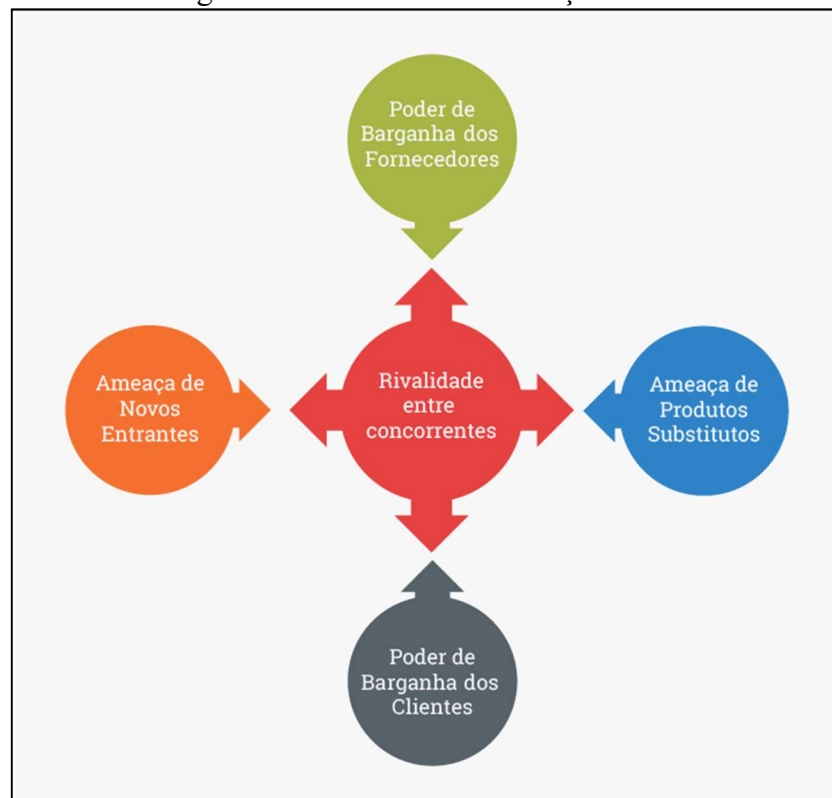 Poder de
Barganha dos
Fornecedores
Ameaça de
Novos
Entrantes
Rivalidade
entre
concorrentes
Ameaça de
Produtos
Substitutos
Poder de
Barganha dos
Clientes